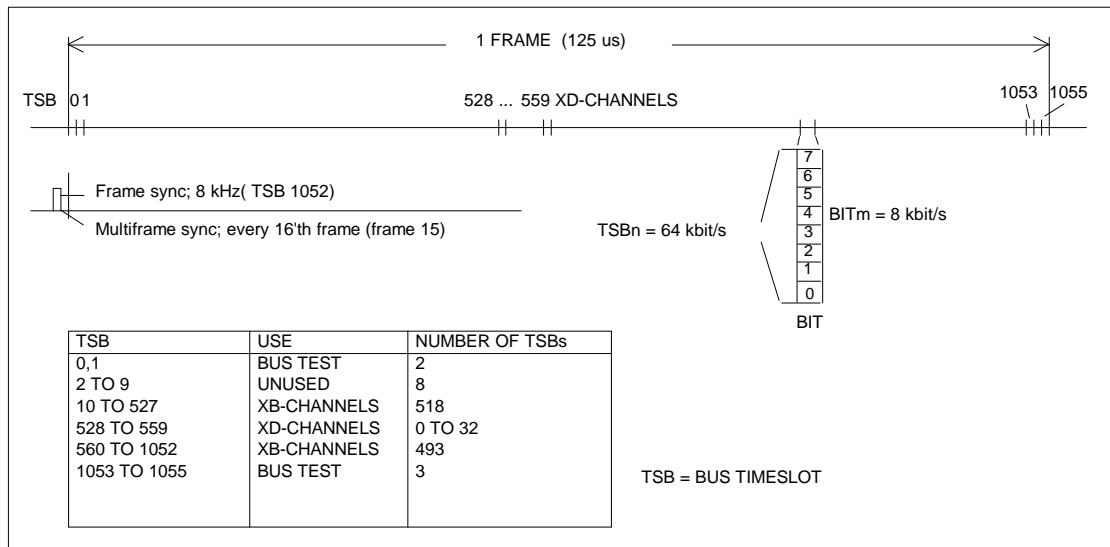 1 FRAME (125 us)
TSB 0 1 528 ... 559 XD-CHANNELS 1053 1055
Frame sync; 8 kHz( TSB 1052)
Multiframe sync; every 16'th frame (frame 15)
TSBn = 64 kbit/s
7
6
5
4
3
2
1
0
BITm = 8 kbit/s
BIT
TSB USE NUMBER OF TSBs
0,1 BUS TEST 2
2 TO 9 UNUSED 8
10 TO 527 XB-CHANNELS 518
528 TO 559 XD-CHANNELS 0 TO 32
560 TO 1052 XB-CHANNELS 493
1053 TO 1055 BUS TEST 3
TSB = BUS TIMESLOT